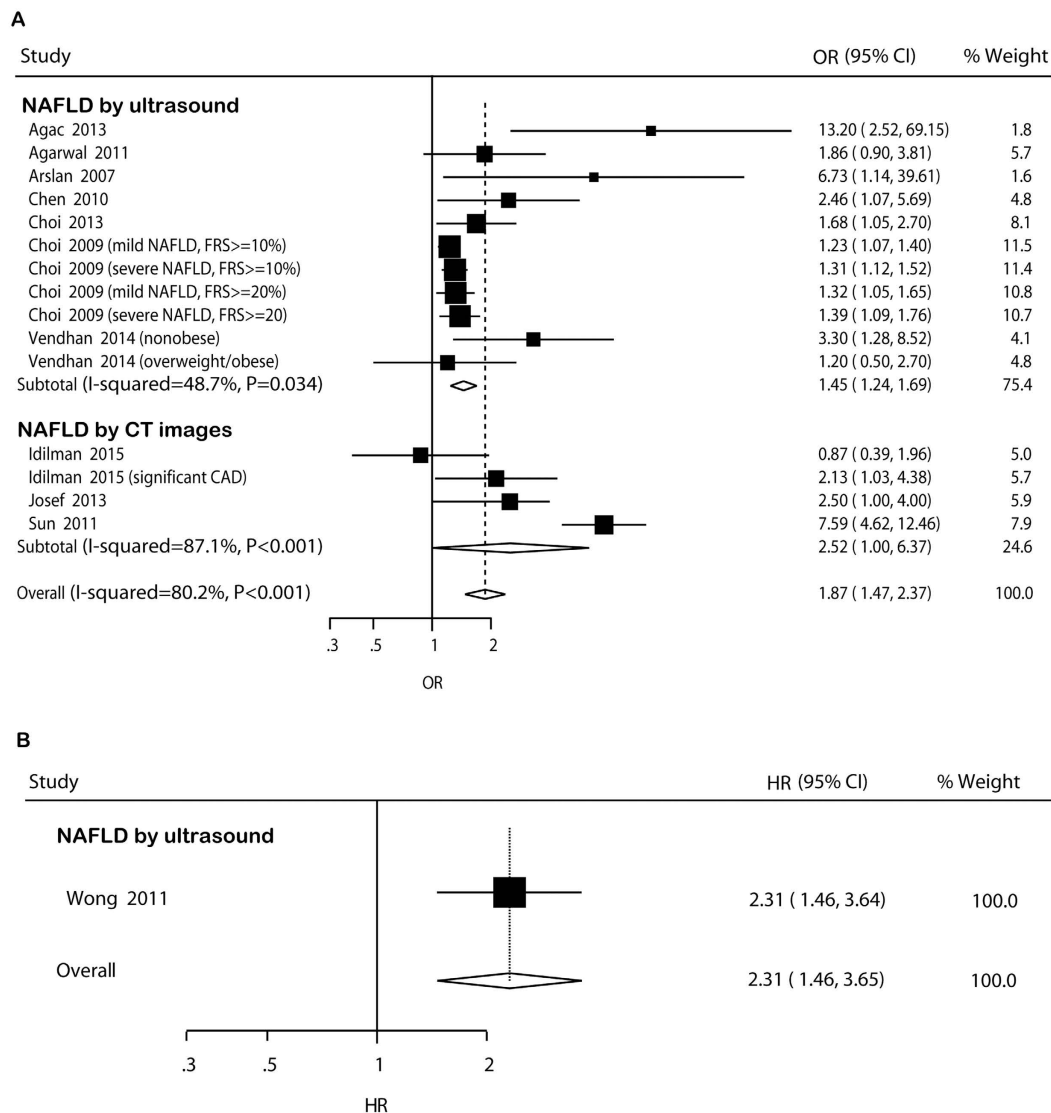 A
Study OR (95% CI) % Weight
NAFLD by ultrasound
Agac 2013 13.20 ( 2.52, 69.15) 1.8
Agarwal 2011 1.86 ( 0.90, 3.81) 5.7
Arslan 2007 6.73 ( 1.14, 39.61) 1.6
Chen 2010 2.46 ( 1.07, 5.69) 4.8
Choi 2013 1.68 ( 1.05, 2.70) 8.1
Choi 2009 (mild NAFLD, FRS>=10%) 1.23 ( 1.07, 1.40) 11.5
Choi 2009 (severe NAFLD, FRS>=10%) 1.31 ( 1.12, 1.52) 11.4
Choi 2009 (mild NAFLD, FRS>=20%) 1.32 ( 1.05, 1.65) 10.8
Choi 2009 (severe NAFLD, FRS>=20) 1.39 ( 1.09, 1.76) 10.7
Vendhan 2014 (nonobese) 3.30 ( 1.28, 8.52) 4.1
Vendhan 2014 (overweight/obese) 1.20 ( 0.50, 2.70) 4.8
Subtotal (I-squared=48.7%, P=0.034) 1.45 ( 1.24, 1.69) 75.4
NAFLD by CT images
Idilman 2015 0.87 ( 0.39, 1.96) 5.0
Idilman 2015 (significant CAD) 2.13 ( 1.03, 4.38) 5.7
Josef 2013 2.50 ( 1.00, 4.00) 5.9
Sun 2011 7.59 ( 4.62, 12.46) 7.9
Subtotal (I-squared=87.1%, P<0.001) 2.52 ( 1.00, 6.37) 24.6
Overall (I-squared=80.2%, P<0.001) 1.87 ( 1.47, 2.37) 100.0
.3 .5 1 2
OR
B
Study HR (95% CI) % Weight
NAFLD by ultrasound
Wong 2011 2.31 ( 1.46, 3.64) 100.0
Overall 2.31 ( 1.46, 3.65) 100.0
.3 .5 1 2
HR